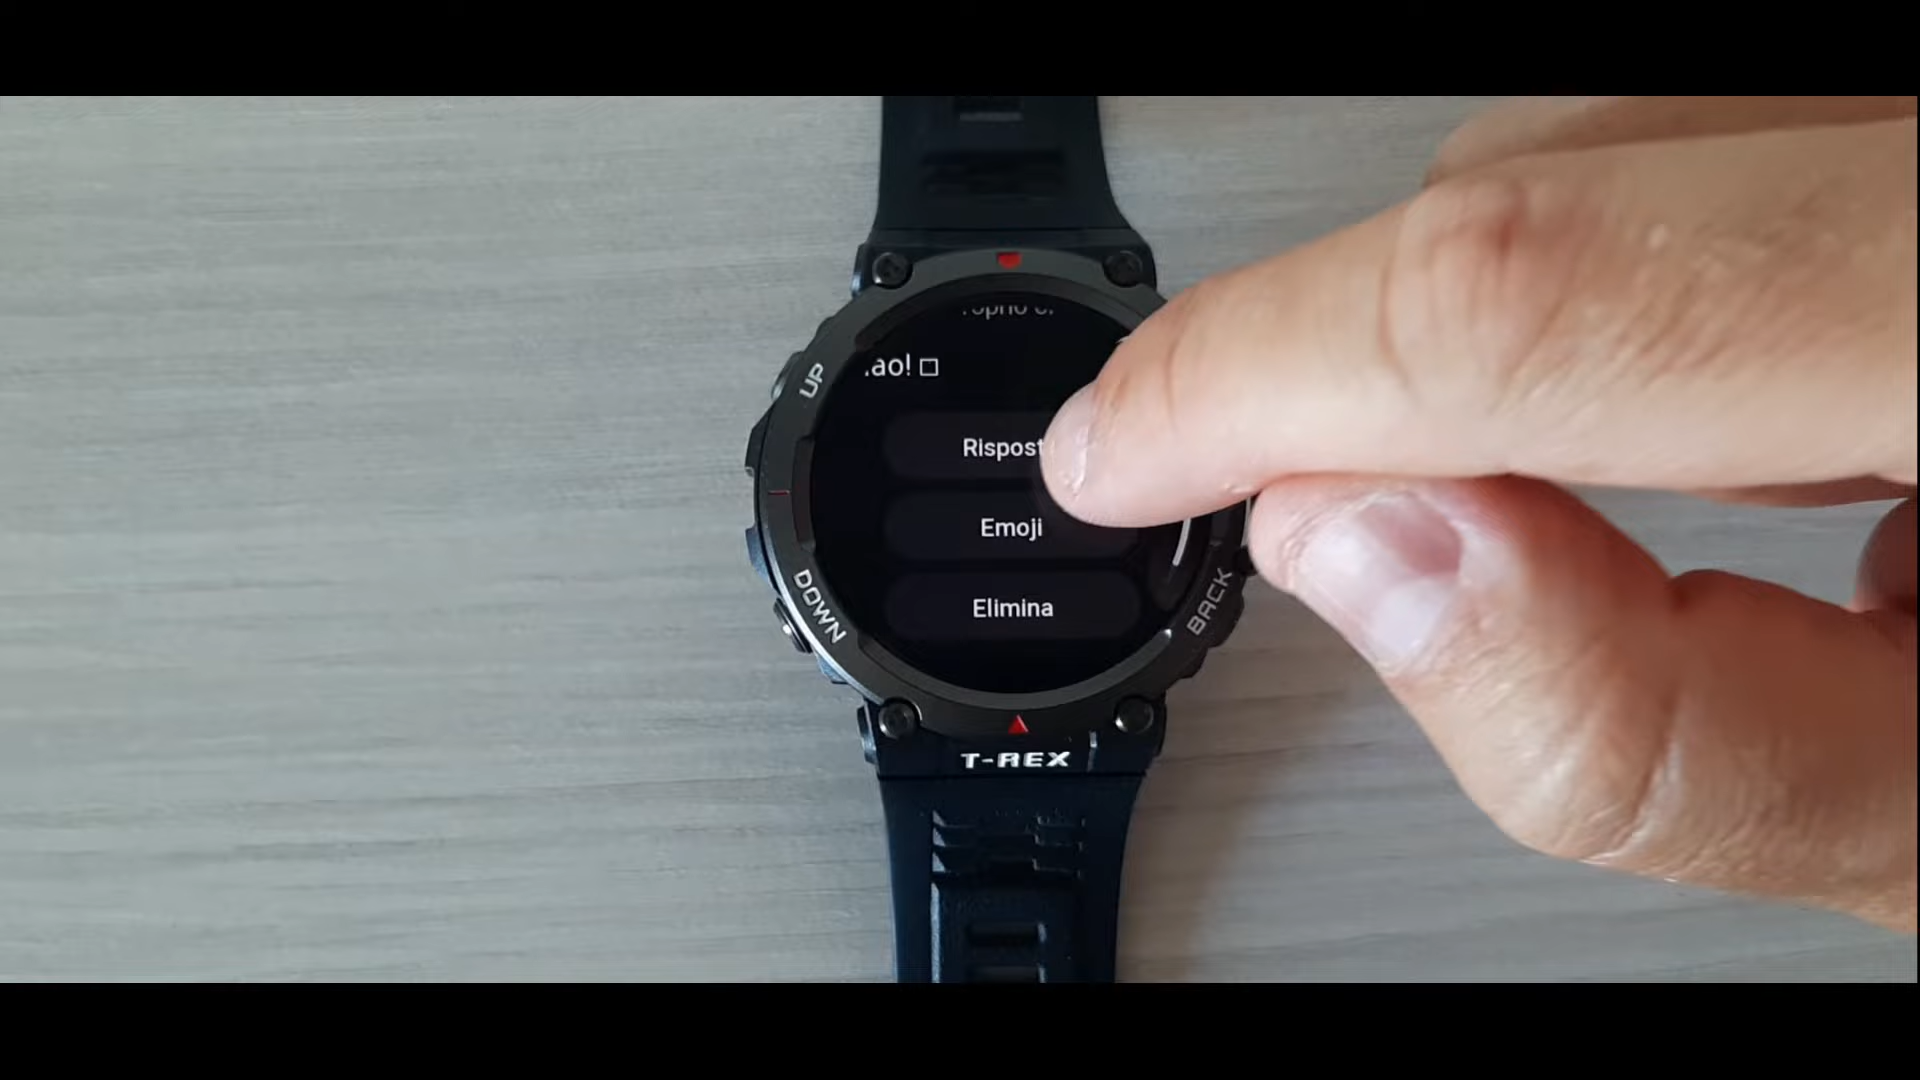 .ao! □
Rispost
Emoji
Elimina
UP
DOWN
BACK
T-REX